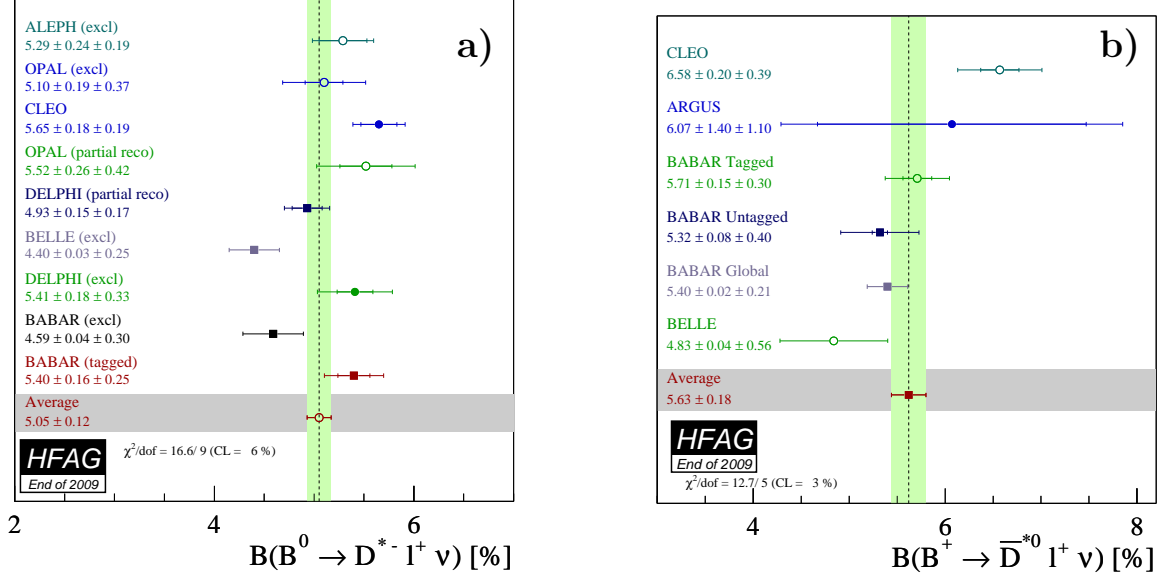 a)
ALEPH (excl)
5.29 ± 0.24 ± 0.19
OPAL (excl)
5.10 ± 0.19 ± 0.37
CLEO
5.65 ± 0.18 ± 0.19
OPAL (partial reco)
5.52 ± 0.26 ± 0.42
DELPHI (partial reco)
4.93 ± 0.15 ± 0.17
BELLE (excl)
4.40 ± 0.03 ± 0.25
DELPHI (excl)
5.41 ± 0.18 ± 0.33
BABAR (excl)
4.59 ± 0.04 ± 0.30
BABAR (tagged)
5.40 ± 0.16 ± 0.25
Average
5.05 ± 0.12
HFAG
End of 2009
χ²/dof = 16.6/ 9 (CL = 6 %)
2 4 6
B(B⁰ → D*⁻ l⁺ ν) [%]
b)
CLEO
6.58 ± 0.20 ± 0.39
ARGUS
6.07 ± 1.40 ± 1.10
BABAR Tagged
5.71 ± 0.15 ± 0.30
BABAR Untagged
5.32 ± 0.08 ± 0.40
BABAR Global
5.40 ± 0.02 ± 0.21
BELLE
4.83 ± 0.04 ± 0.56
Average
5.63 ± 0.18
HFAG
End of 2009
χ²/dof = 12.7/ 5 (CL = 3 %)
4 6 8
B(B⁺ → D̅*⁰ l⁺ ν) [%]